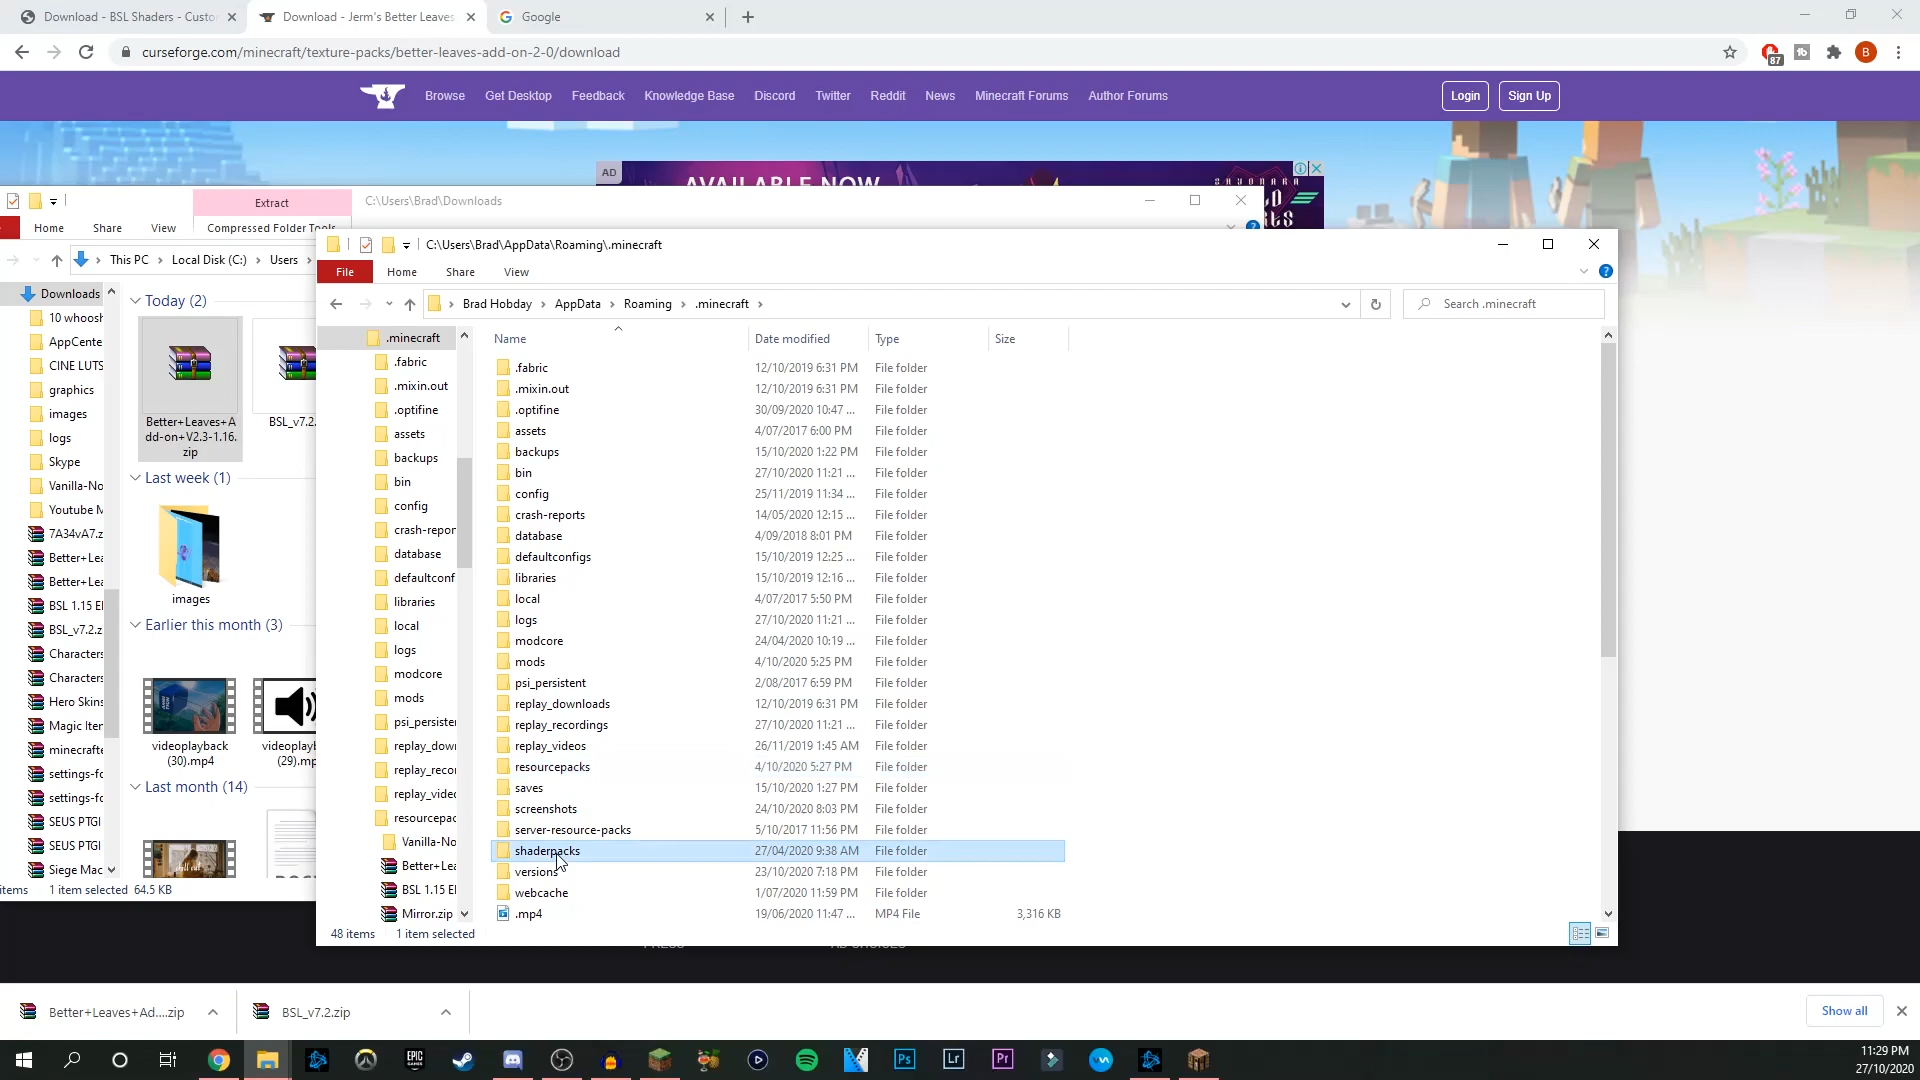 Download - BSL Shaders - Custo
Download - Jerm's Better Leaves
Google
curseforge.com/minecraft/texture-packs/better-leaves-add-on-2-0/download
87
B
Browse
Get Desktop
Feedback
Knowledge Base
Discord
Twitter
Reddit
News
Minecraft Forums
Author Forums
Login
Sign Up
AD
AVAILABLE NOW
Extract
C:\Users\Brad\Downloads
Home
Share
View
Compressed Folder Tools
This PC
Local Disk (C:)
Users
Downloads
10 whoosh
AppCente
CINE LUTS
graphics
images
logs
Skype
Vanilla-No
Youtube M
7A34vA7.z
Better+Lea
Better+Lea
BSL 1.15 El
BSL_v7.2.z
Characters
Characters
Hero Skins
Magic Iter
minecrafte
settings-fo
settings-fo
SEUS PTGI
SEUS PTGI
Siege Mac
Today (2)
Better+Leaves+A
dd-on+V2.3-1.16.
zip
BSL_v7.2.
Last week (1)
images
Earlier this month (3)
videoplayback
(30).mp4
videoplayb
(29).mp
Last month (14)
items
1 item selected 64.5 KB
C:\Users\Brad\AppData\Roaming\.minecraft
File
Home
Share
View
Brad Hobday
AppData
Roaming
.minecraft
Search .minecraft
.minecraft
.fabric
.mixin.out
.optifine
assets
backups
bin
config
crash-repor
database
defaultconf
libraries
local
logs
modcore
mods
psi_persiste
replay_dow
replay_reco
replay_vide
resourcepac
Vanilla-No
Better+Lea
BSL 1.15 El
Mirror.zip
Name Date modified Type Size
.fabric 12/10/2019 6:31 PM File folder
.mixin.out 12/10/2019 6:31 PM File folder
.optifine 30/09/2020 10:47 ... File folder
assets 4/07/2017 6:00 PM File folder
backups 15/10/2020 1:22 PM File folder
bin 27/10/2020 11:21 ... File folder
config 25/11/2019 11:34 ... File folder
crash-reports 14/05/2020 12:15 ... File folder
database 4/09/2018 8:01 PM File folder
defaultconfigs 15/10/2019 12:25 ... File folder
libraries 15/10/2019 12:16 ... File folder
local 4/07/2017 5:50 PM File folder
logs 27/10/2020 11:21 ... File folder
modcore 24/04/2020 10:19 ... File folder
mods 4/10/2020 5:25 PM File folder
psi_persistent 2/08/2017 6:59 PM File folder
replay_downloads 12/10/2019 6:31 PM File folder
replay_recordings 27/10/2020 11:21 ... File folder
replay_videos 26/11/2019 1:45 AM File folder
resourcepacks 4/10/2020 5:27 PM File folder
saves 15/10/2020 1:27 PM File folder
screenshots 24/10/2020 8:03 PM File folder
server-resource-packs 5/10/2017 11:56 PM File folder
shaderpacks 27/04/2020 9:38 AM File folder
versions 23/10/2020 7:18 PM File folder
webcache 1/07/2020 11:59 PM File folder
.mp4 19/06/2020 11:47 ... MP4 File 3,316 KB
48 items
1 item selected
Better+Leaves+Ad....zip
BSL_v7.2.zip
Show all
EPIC
GAMES
Ps
Lr
Pr
11:29 PM
27/10/2020